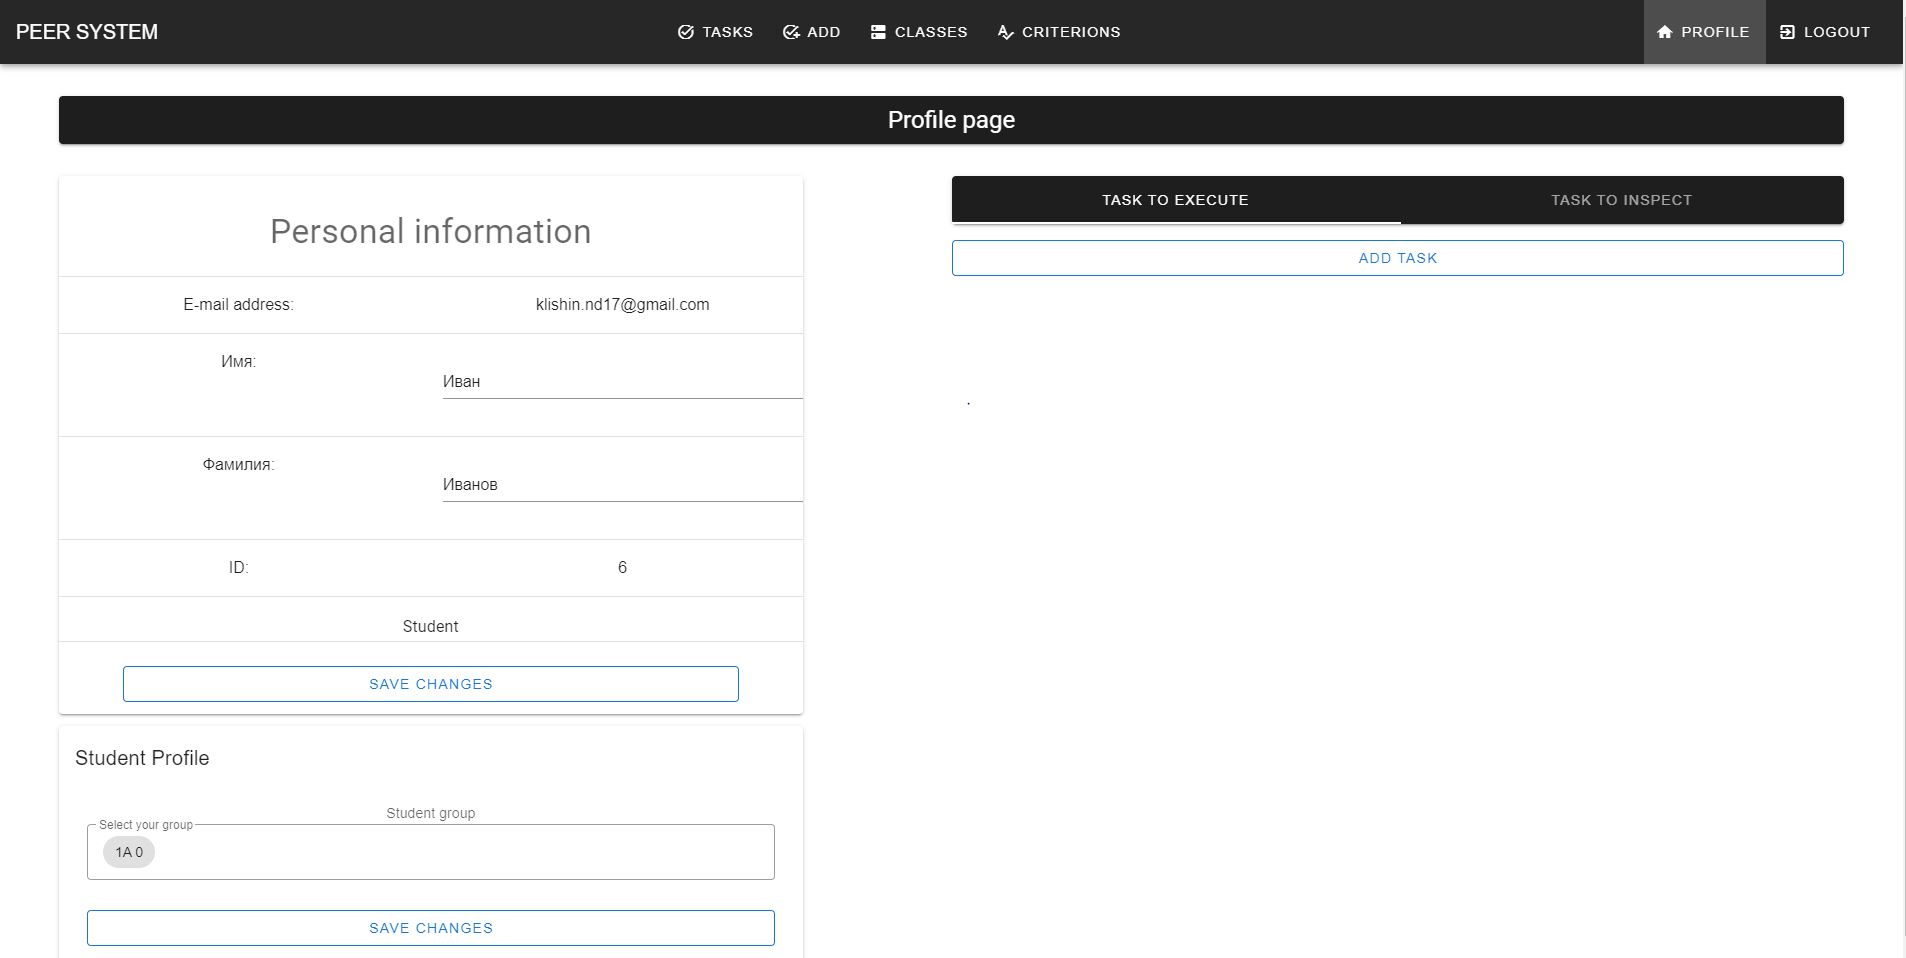 PEER SYSTEM
TASKS ADD CLASSES CRITERIONS
PROFILE LOGOUT
Profile page
Personal information
E-mail address: klishin.nd17@gmail.com
Имя: Иван
Фамилия: Иванов
ID: 6
Student
SAVE CHANGES
Student Profile
Student group
Select your group
1A 0
SAVE CHANGES
TASK TO EXECUTE TASK TO INSPECT
ADD TASK
.